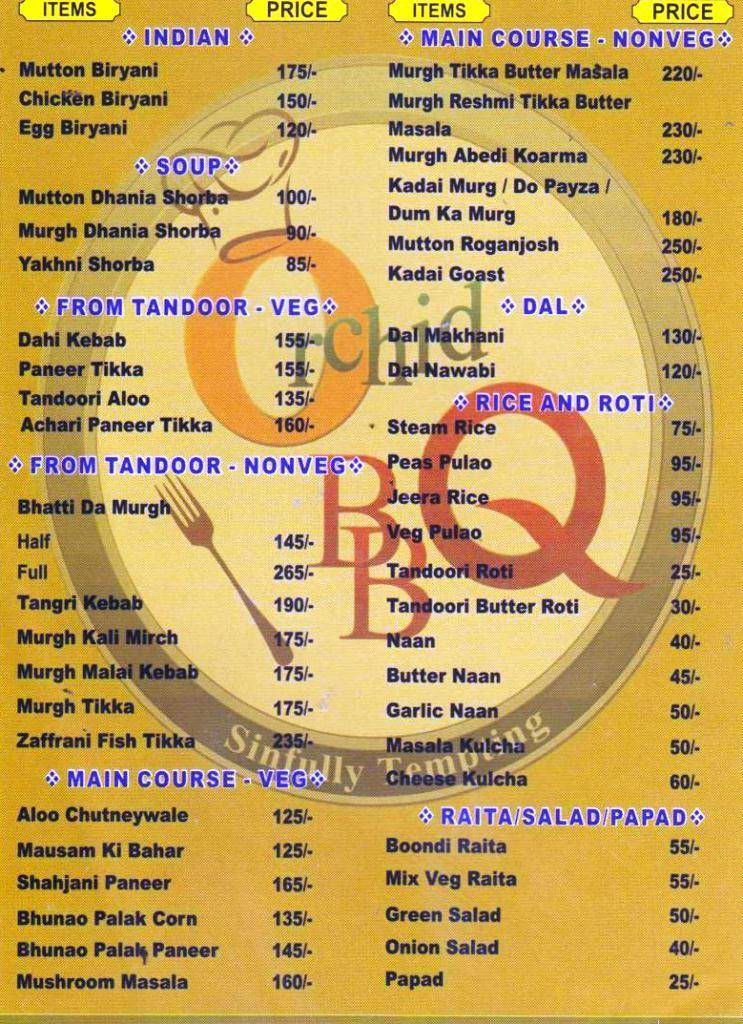 ITEMS PRICE
❖ INDIAN ❖
Mutton Biryani 175/-
Chicken Biryani 150/-
Egg Biryani 120/-
❖ SOUP❖
Mutton Dhania Shorba 100/-
Murgh Dhania Shorba 90/-
Yakhni Shorba 85/-
❖ FROM TANDOOR - VEG❖
Dahi Kebab 155/-
Paneer Tikka 155/-
Tandoori Aloo 135/-
Achari Paneer Tikka 160/-
❖ FROM TANDOOR - NONVEG❖
Bhatti Da Murgh
Half 145/-
Full 265/-
Tangri Kebab 190/-
Murgh Kali Mirch 175/-
Murgh Malai Kebab 175/-
Murgh Tikka 175/-
Zaffrani Fish Tikka 235/-
❖ MAIN COURSE - VEG❖
Aloo Chutneywale 125/-
Mausam Ki Bahar 125/-
Shahjani Paneer 165/-
Bhunao Palak Corn 135/-
Bhunao Palak Paneer 145/-
Mushroom Masala 160/-
ITEMS PRICE
❖ MAIN COURSE - NONVEG❖
Murgh Tikka Butter Masala 220/-
Murgh Reshmi Tikka Butter
Masala 230/-
Murgh Abedi Koarma 230/-
Kadai Murg / Do Payza /
Dum Ka Murg 180/-
Mutton Roganjosh 250/-
Kadai Goast 250/-
❖ DAL❖
Dal Makhani 130/-
Dal Nawabi 120/-
❖ RICE AND ROTI❖
Steam Rice 75/-
Peas Pulao 95/-
Jeera Rice 95/-
Veg Pulao 95/-
Tandoori Roti 25/-
Tandoori Butter Roti 30/-
Naan 40/-
Butter Naan 45/-
Garlic Naan 50/-
Masala Kulcha 50/-
Cheese Kulcha 60/-
❖ RAITA/SALAD/PAPAD❖
Boondi Raita 55/-
Mix Veg Raita 55/-
Green Salad 50/-
Onion Salad 40/-
Papad 25/-
Orchid
BBQ
Sinfully Tempting